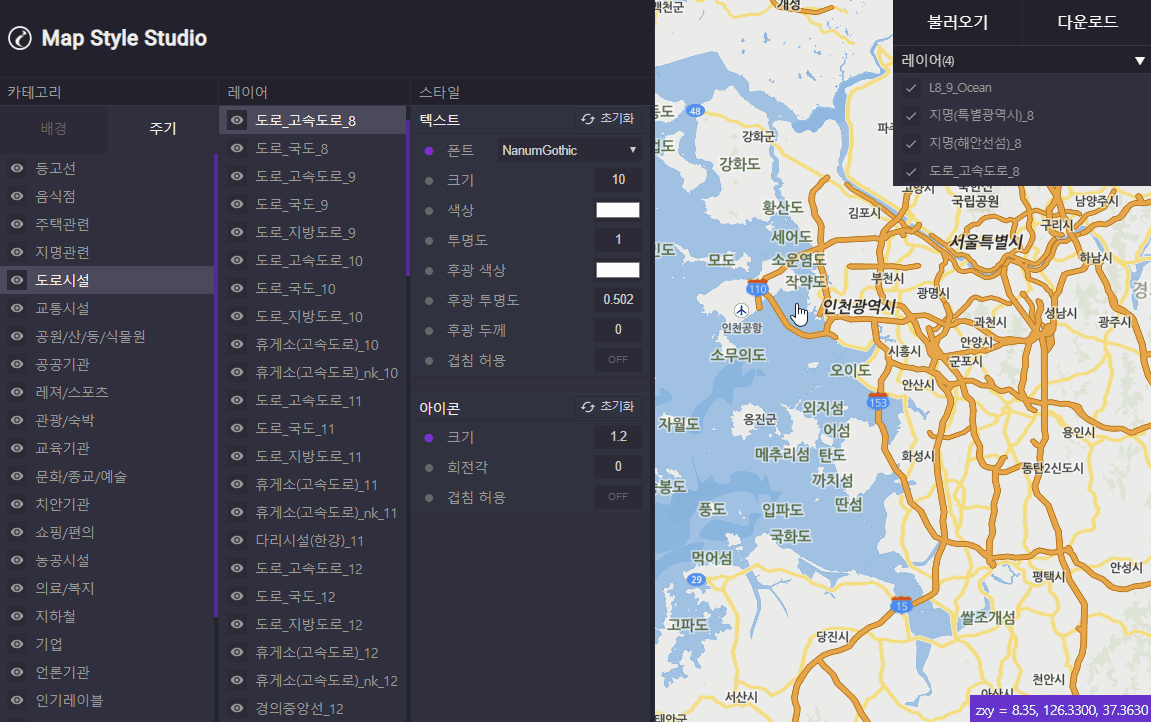 Map Style Studio
카테고리
배경
주기
등고선
음식점
주택관련
지명관련
도로시설
교통시설
공원/산/동/식물원
공공기관
레져/스포츠
관광/숙박
교육기관
문화/종교/예술
치안기관
쇼핑/편의
농공시설
의료/복지
지하철
기업
언론기관
인기레이블
레이어
도로_고속도로_8
도로_국도_8
도로_고속도로_9
도로_국도_9
도로_지방도로_9
도로_고속도로_10
도로_국도_10
도로_지방도로_10
휴게소(고속도로)_10
휴게소(고속도로)_nk_10
도로_고속도로_11
도로_국도_11
도로_지방도로_11
휴게소(고속도로)_11
휴게소(고속도로)_nk_11
다리시설(한강)_11
도로_고속도로_12
도로_국도_12
도로_지방도로_12
휴게소(고속도로)_12
휴게소(고속도로)_nk_12
경의중앙선_12
스타일
텍스트 초기화
폰트 NanumGothic
크기 10
색상
투명도 1
후광 색상
후광 투명도 0.502
후광 두께 0
겹침 허용 OFF
아이콘 초기화
크기 1.2
회전각 0
겹침 허용 OFF
불러오기 다운로드
레이어(4)
L8_9_Ocean
지명(특별광역시)_8
지명(해안선섬)_8
도로_고속도로_8
개성
48
강화군
강화도
황산도
김포시
국립공원
남양주시
구리시
세어도
서울특별시
모도
소운염도
하남시
작약도
부천시
110
광명시
인천광역시
성남시
인천공항
과천시
광주시
안양시
소무의도
시흥시
군포시
오이도
안산시
153
외지섬
옹진군
자월도
어섬
용인시
메추리섬
탄도
화성시
동탄2신도시
까치섬
딴섬
풍도
입파도
국화도
먹어섬
안성시
평택시
29
15
고파도
쌀조개섬
당진시
천안시
서산시
아산시
태안군
zxy = 8.35, 126.3300, 37.3630